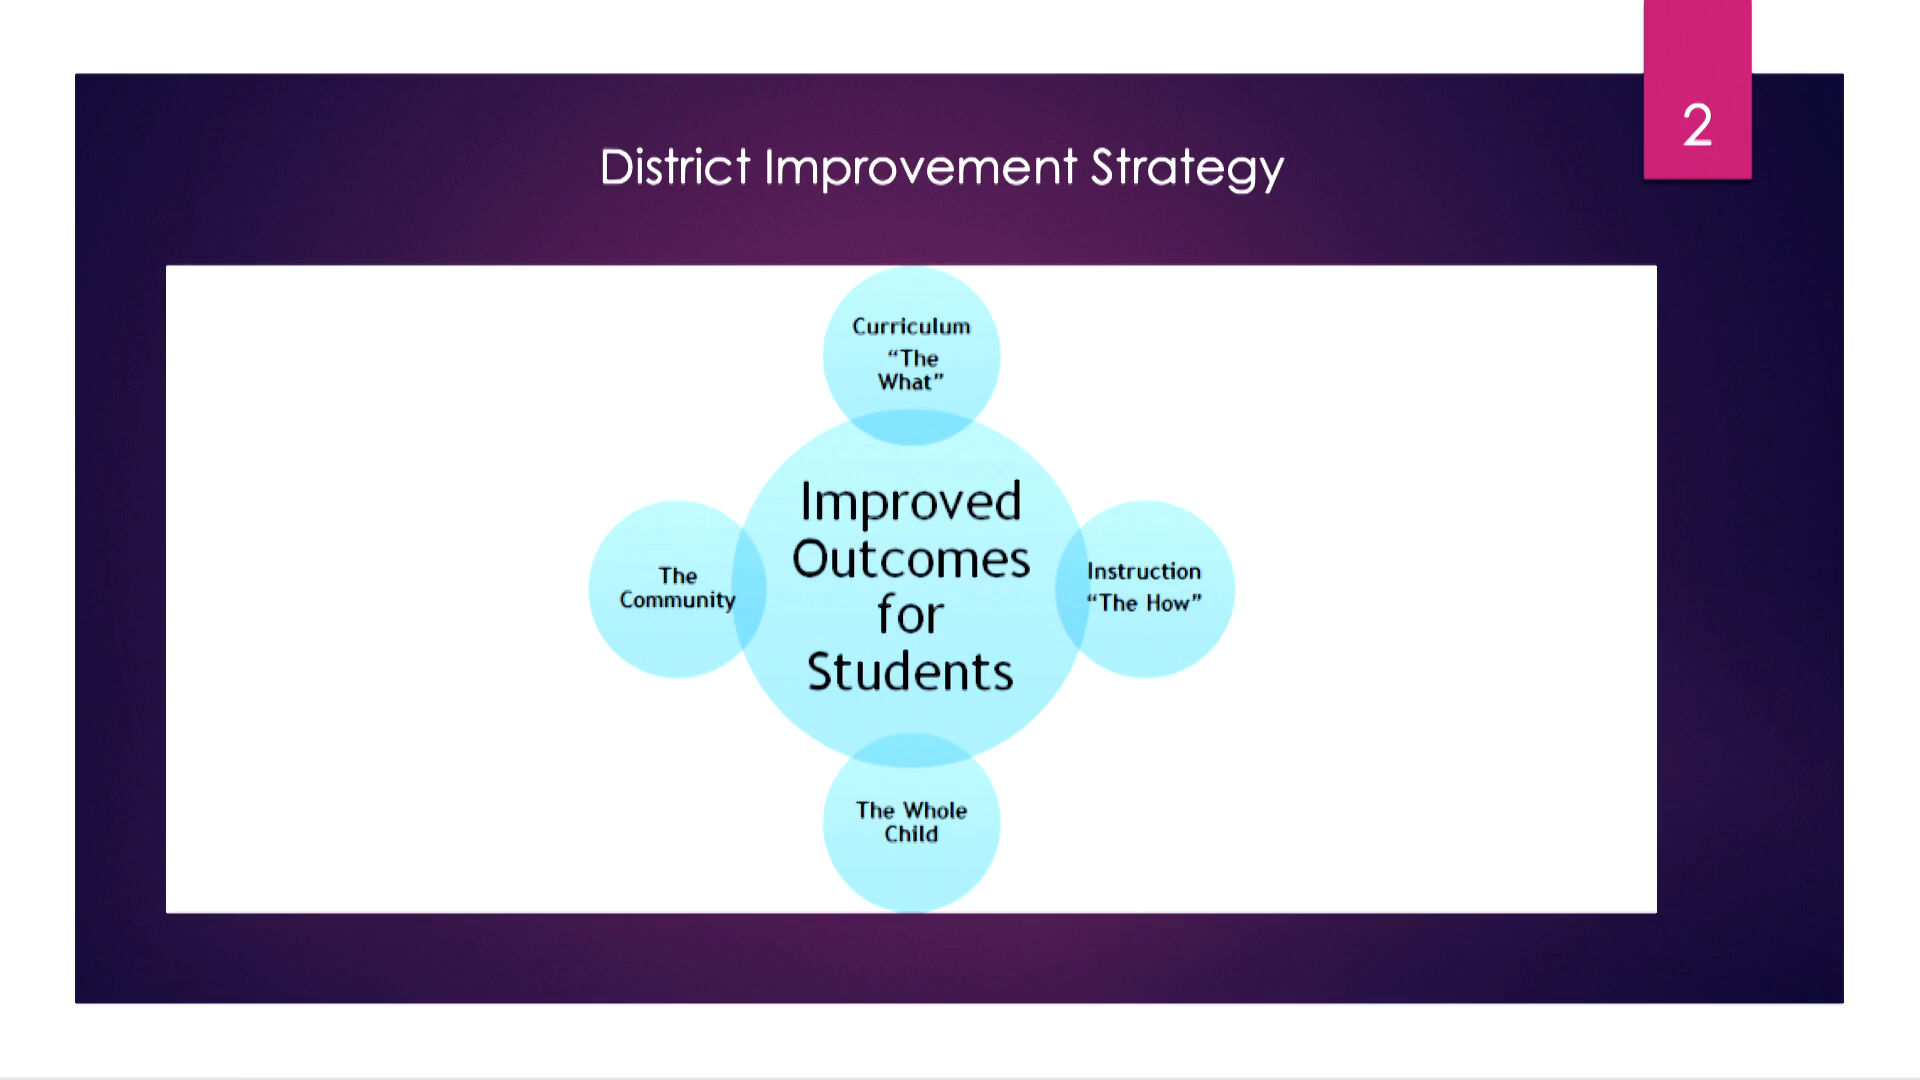 2
District Improvement Strategy
Curriculum
“The
What”
Improved
Outcomes
for
Students
The
Community
Instruction
“The How”
The Whole
Child